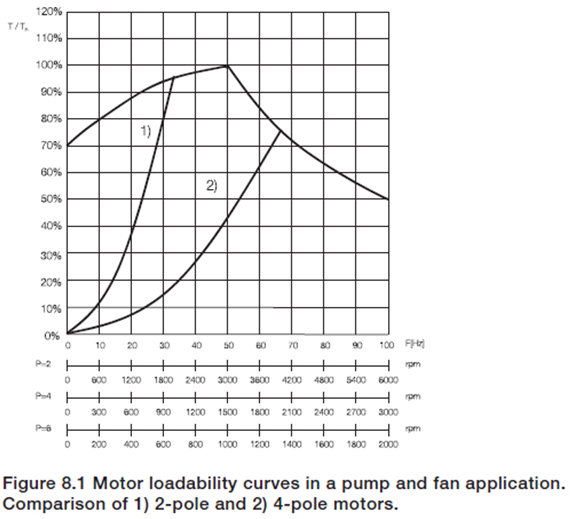 120%
T/Tn
110%
100%
90%
80%
1)
70%
60%
2)
50%
40%
30%
20%
10%
0%
0 10 20 30 40 50 60 70 80 90 100 F[Hz]
P=2 rpm
0 600 1200 1800 2400 3000 3600 4200 4800 5400 6000
P=4 rpm
0 300 600 900 1200 1500 1800 2100 2400 2700 3000
P=6 rpm
0 200 400 600 800 1000 1200 1400 1600 1800 2000
Figure 8.1 Motor loadability curves in a pump and fan application.
Comparison of 1) 2-pole and 2) 4-pole motors.